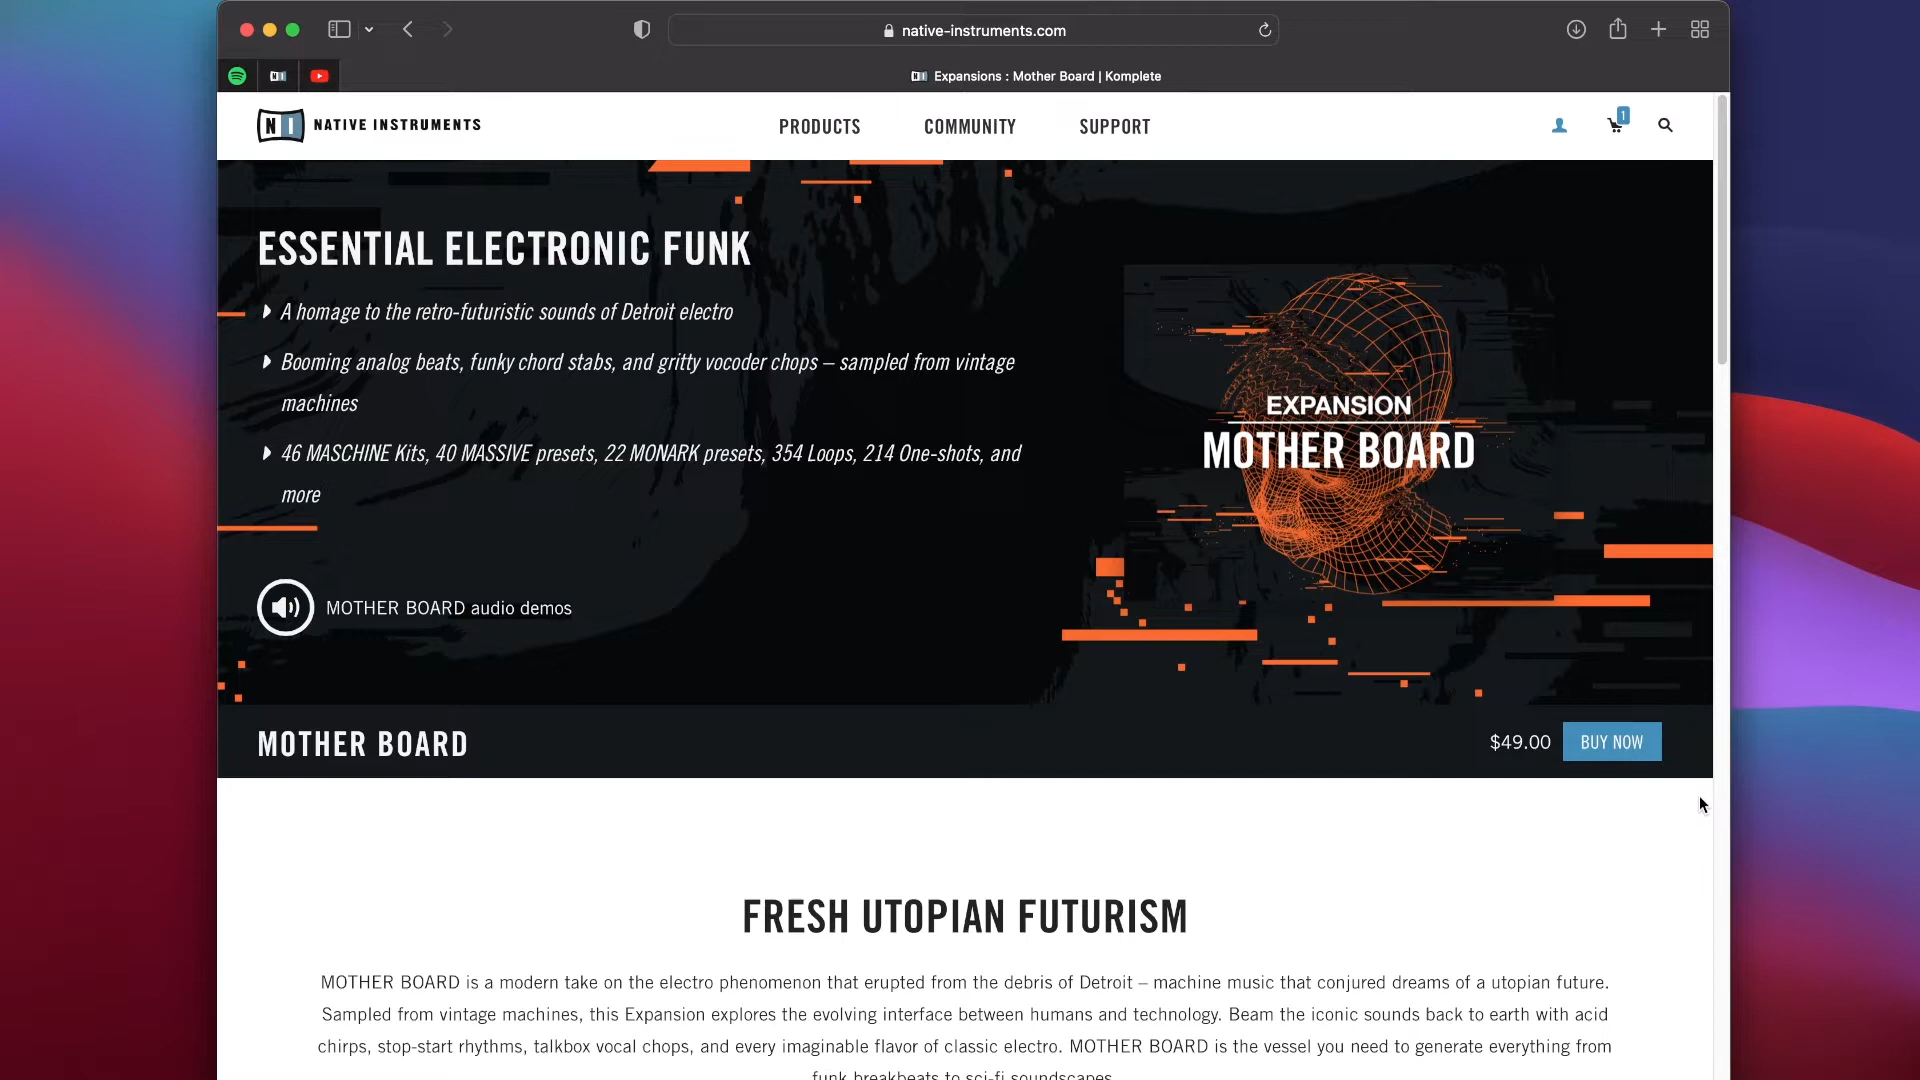 native-instruments.com
NI
Expansions : Mother Board | Komplete
NI NATIVE INSTRUMENTS
PRODUCTS
COMMUNITY
SUPPORT
1
ESSENTIAL ELECTRONIC FUNK
A homage to the retro-futuristic sounds of Detroit electro
Booming analog beats, funky chord stabs, and gritty vocoder chops – sampled from vintage
machines
46 MASCHINE Kits, 40 MASSIVE presets, 22 MONARK presets, 354 Loops, 214 One-shots, and
more
EXPANSION
MOTHER BOARD
MOTHER BOARD audio demos
MOTHER BOARD
$49.00
BUY NOW
FRESH UTOPIAN FUTURISM
MOTHER BOARD is a modern take on the electro phenomenon that erupted from the debris of Detroit – machine music that conjured dreams of a utopian future.
Sampled from vintage machines, this Expansion explores the evolving interface between humans and technology. Beam the iconic sounds back to earth with acid
chirps, stop-start rhythms, talkbox vocal chops, and every imaginable flavor of classic electro. MOTHER BOARD is the vessel you need to generate everything from
funk breakbeats to sci-fi soundscapes.